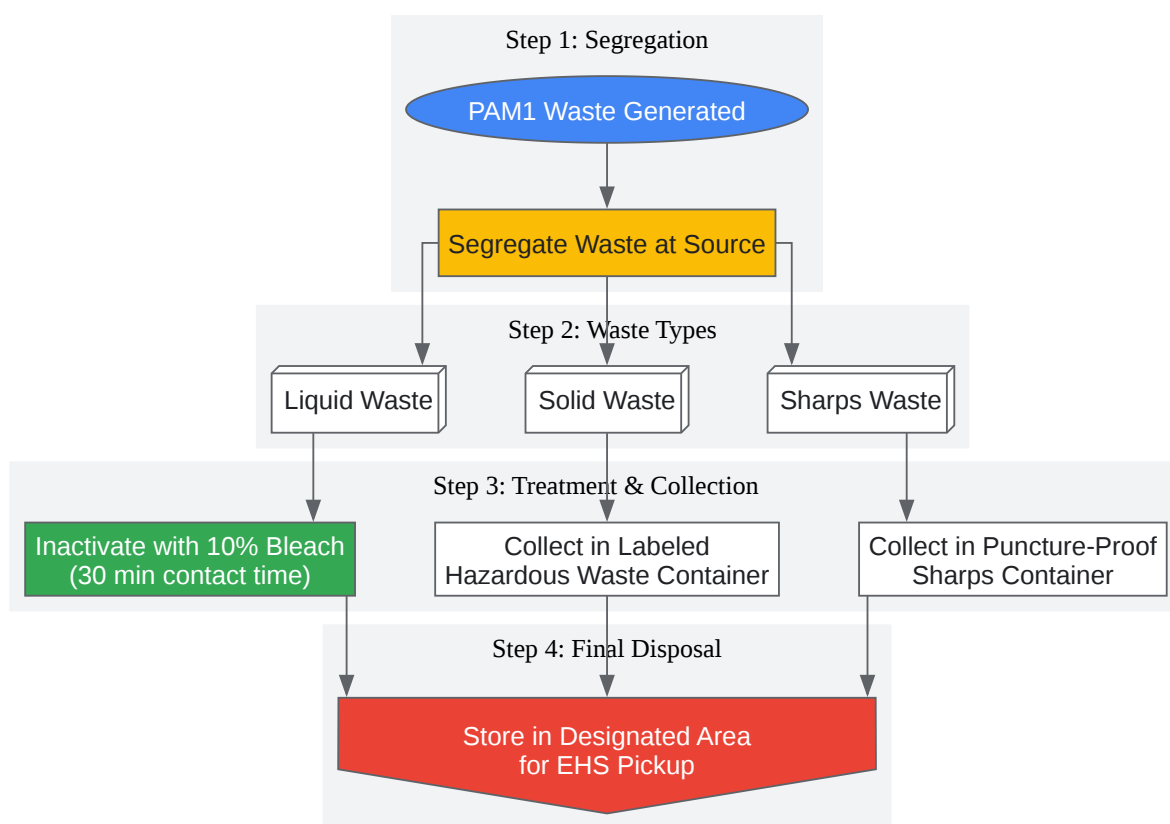 Step 1: Segregation
PAM1 Waste Generated
Segregate Waste at Source
Step 2: Waste Types
Liquid Waste
Solid Waste
Sharps Waste
Step 3: Treatment & Collection
Inactivate with 10% Bleach
(30 min contact time)
Collect in Labeled
Hazardous Waste Container
Collect in Puncture-Proof
Sharps Container
Step 4: Final Disposal
Store in Designated Area
for EHS Pickup